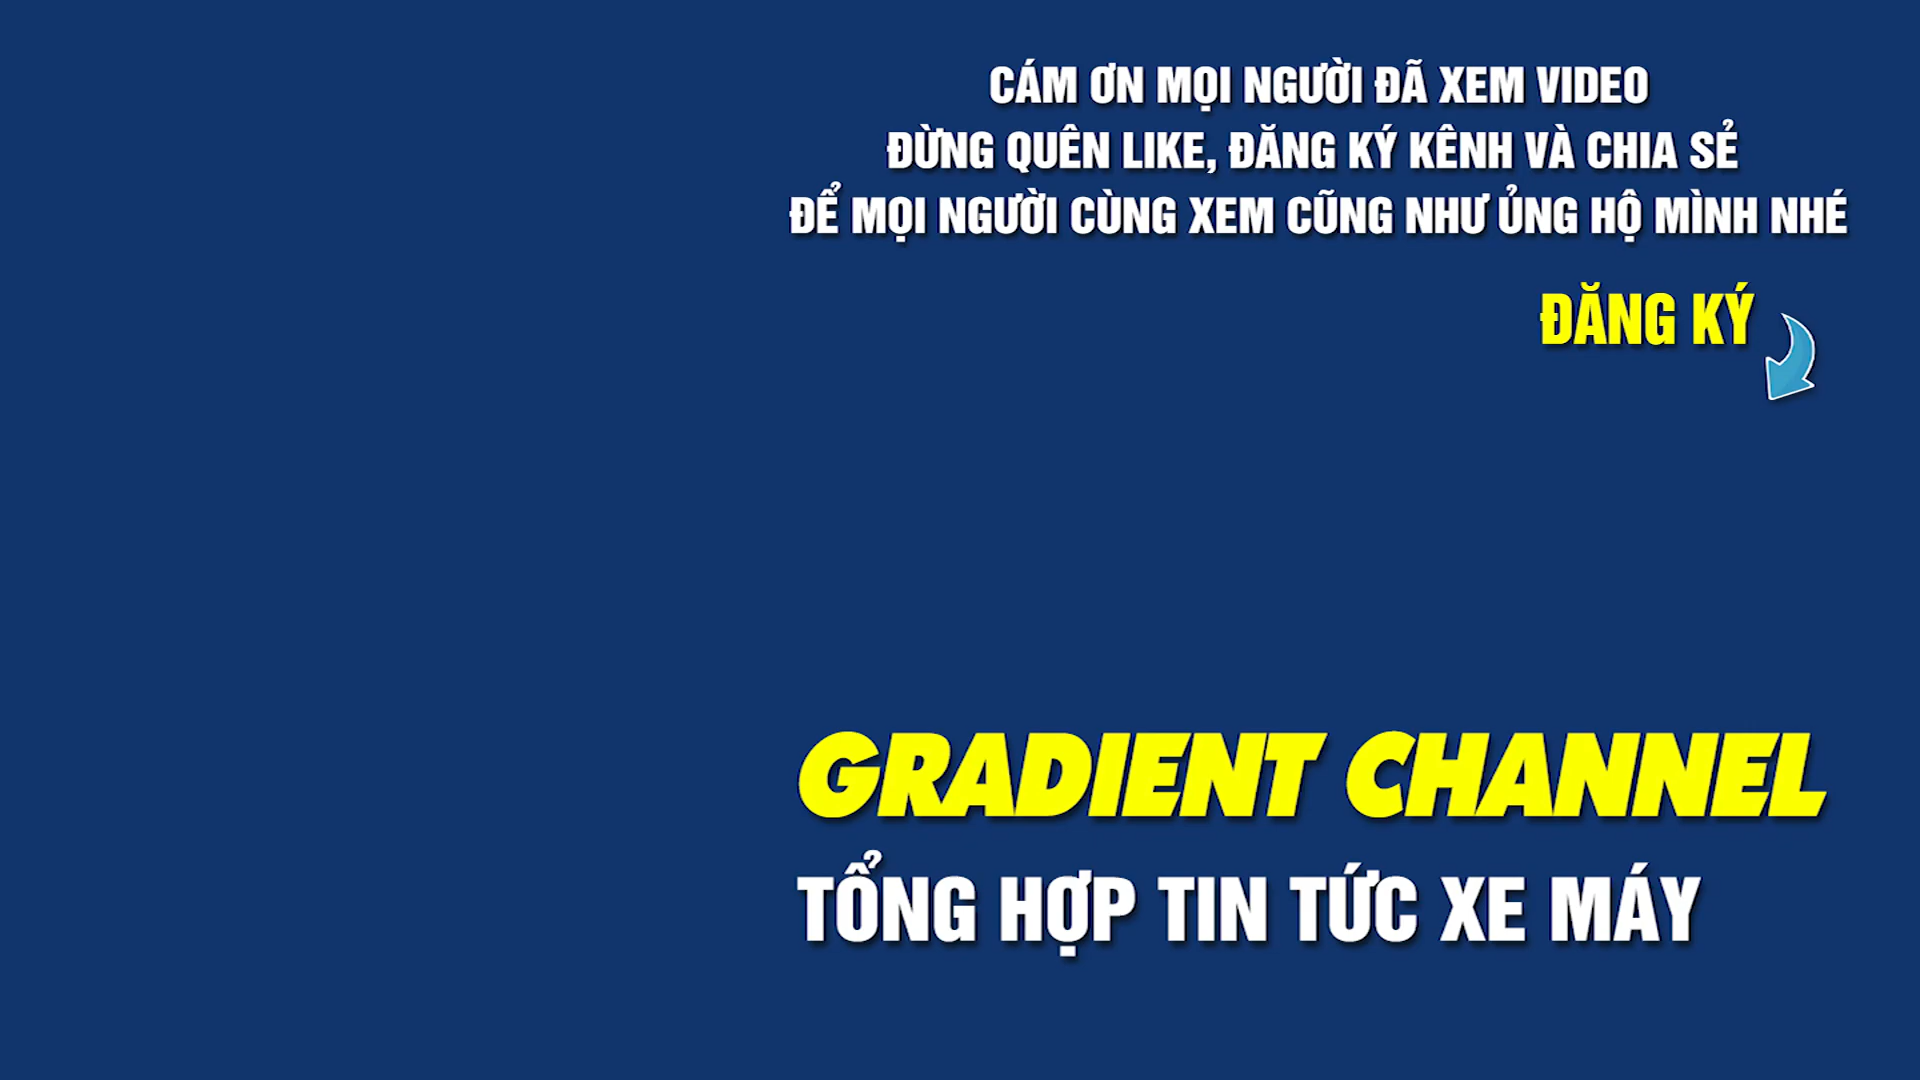 CÁM ƠN MỌI NGƯỜI ĐÃ XEM VIDEO
ĐỪNG QUÊN LIKE, ĐĂNG KÝ KÊNH VÀ CHIA SẺ
ĐỂ MỌI NGƯỜI CÙNG XEM CŨNG NHƯ ỦNG HỘ MÌNH NHÉ
ĐĂNG KÝ
GRADIENT CHANNEL
TỔNG HỢP TIN TỨC XE MÁY